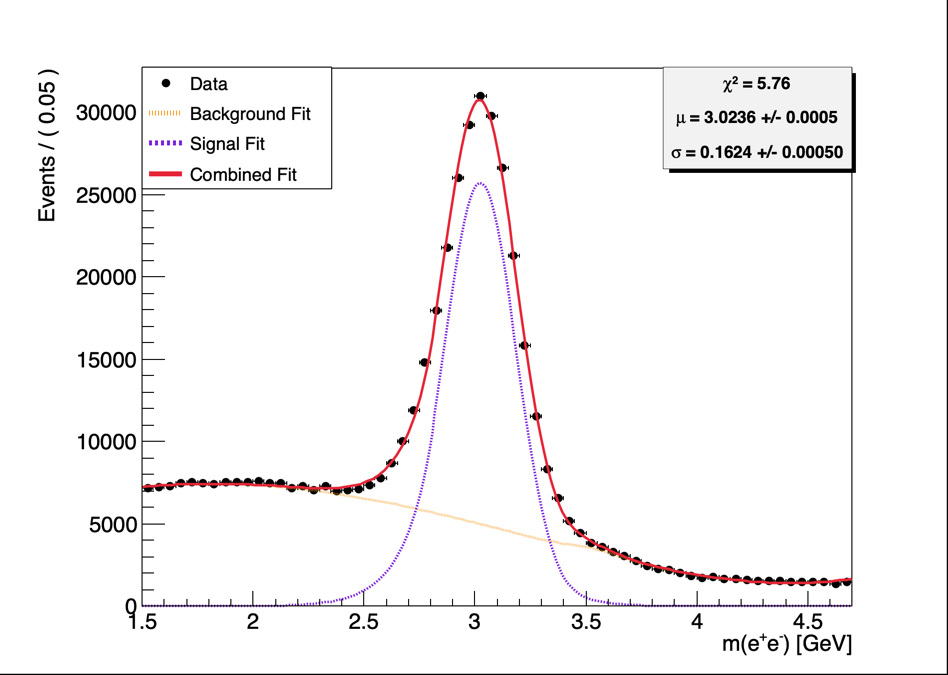 Events / ( 0.05 )
30000
25000
20000
15000
10000
5000
0
Data
Background Fit
Signal Fit
Combined Fit
χ² = 5.76
μ = 3.0236 +/- 0.0005
σ = 0.1624 +/- 0.00050
1.5 2 2.5 3 3.5 4 4.5
m(e⁺e⁻) [GeV]